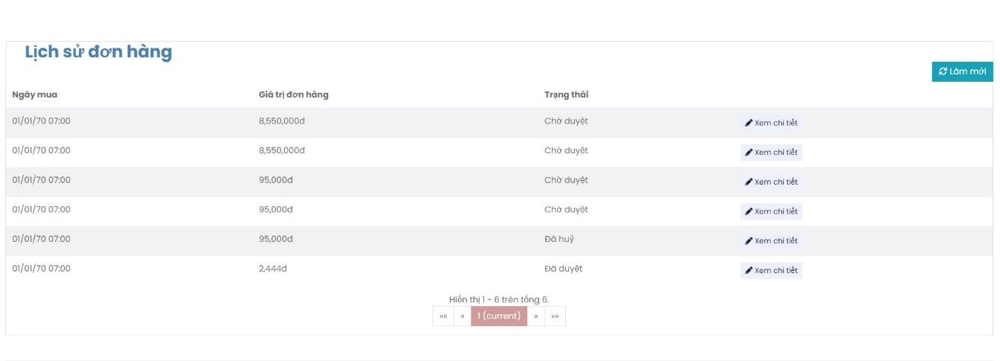 Lịch sử đơn hàng
Làm mới
Ngày mua Giá trị đơn hàng Trạng thái
01/01/70 07:00 8,550,000đ Chờ duyệt Xem chi tiết
01/01/70 07:00 8,550,000đ Chờ duyệt Xem chi tiết
01/01/70 07:00 95,000đ Chờ duyệt Xem chi tiết
01/01/70 07:00 95,000đ Chờ duyệt Xem chi tiết
01/01/70 07:00 95,000đ Đã huỷ Xem chi tiết
01/01/70 07:00 2,444đ Đã duyệt Xem chi tiết
Hiển thị 1 - 6 trên tổng 6.
«« « 1 (current) » »»